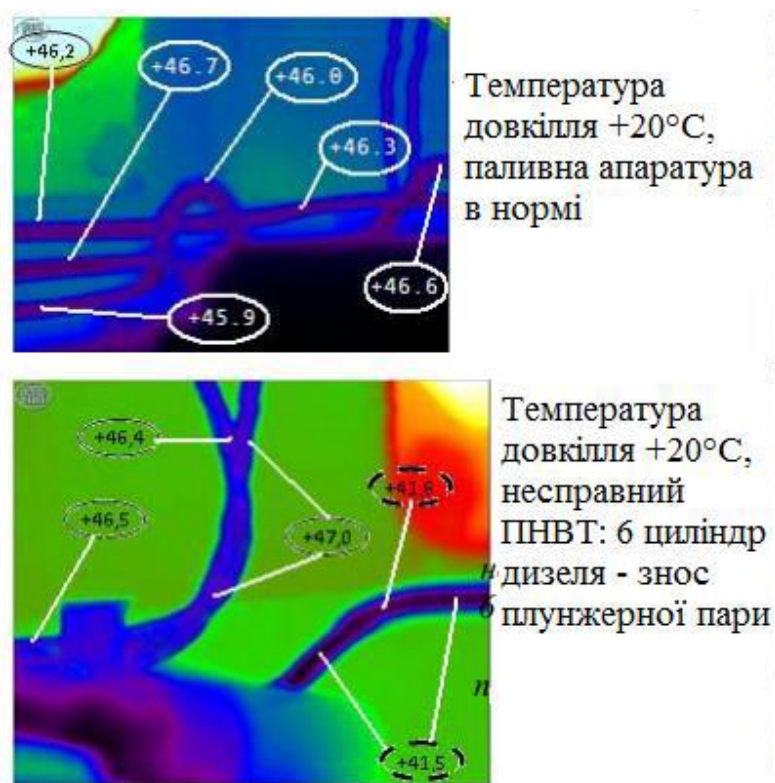 +46,2
+46.7
+46.0
+46.3
+46.6
+45.9
Температура
довкілля +20°C,
паливна апаратура
в нормі
+46,4
+46,5
+47,0
+41,6
+41,5
н
б
п
Температура
довкілля +20°C,
несправний
ПНВТ: 6 циліндр
дизеля - знос
плунжерної пари